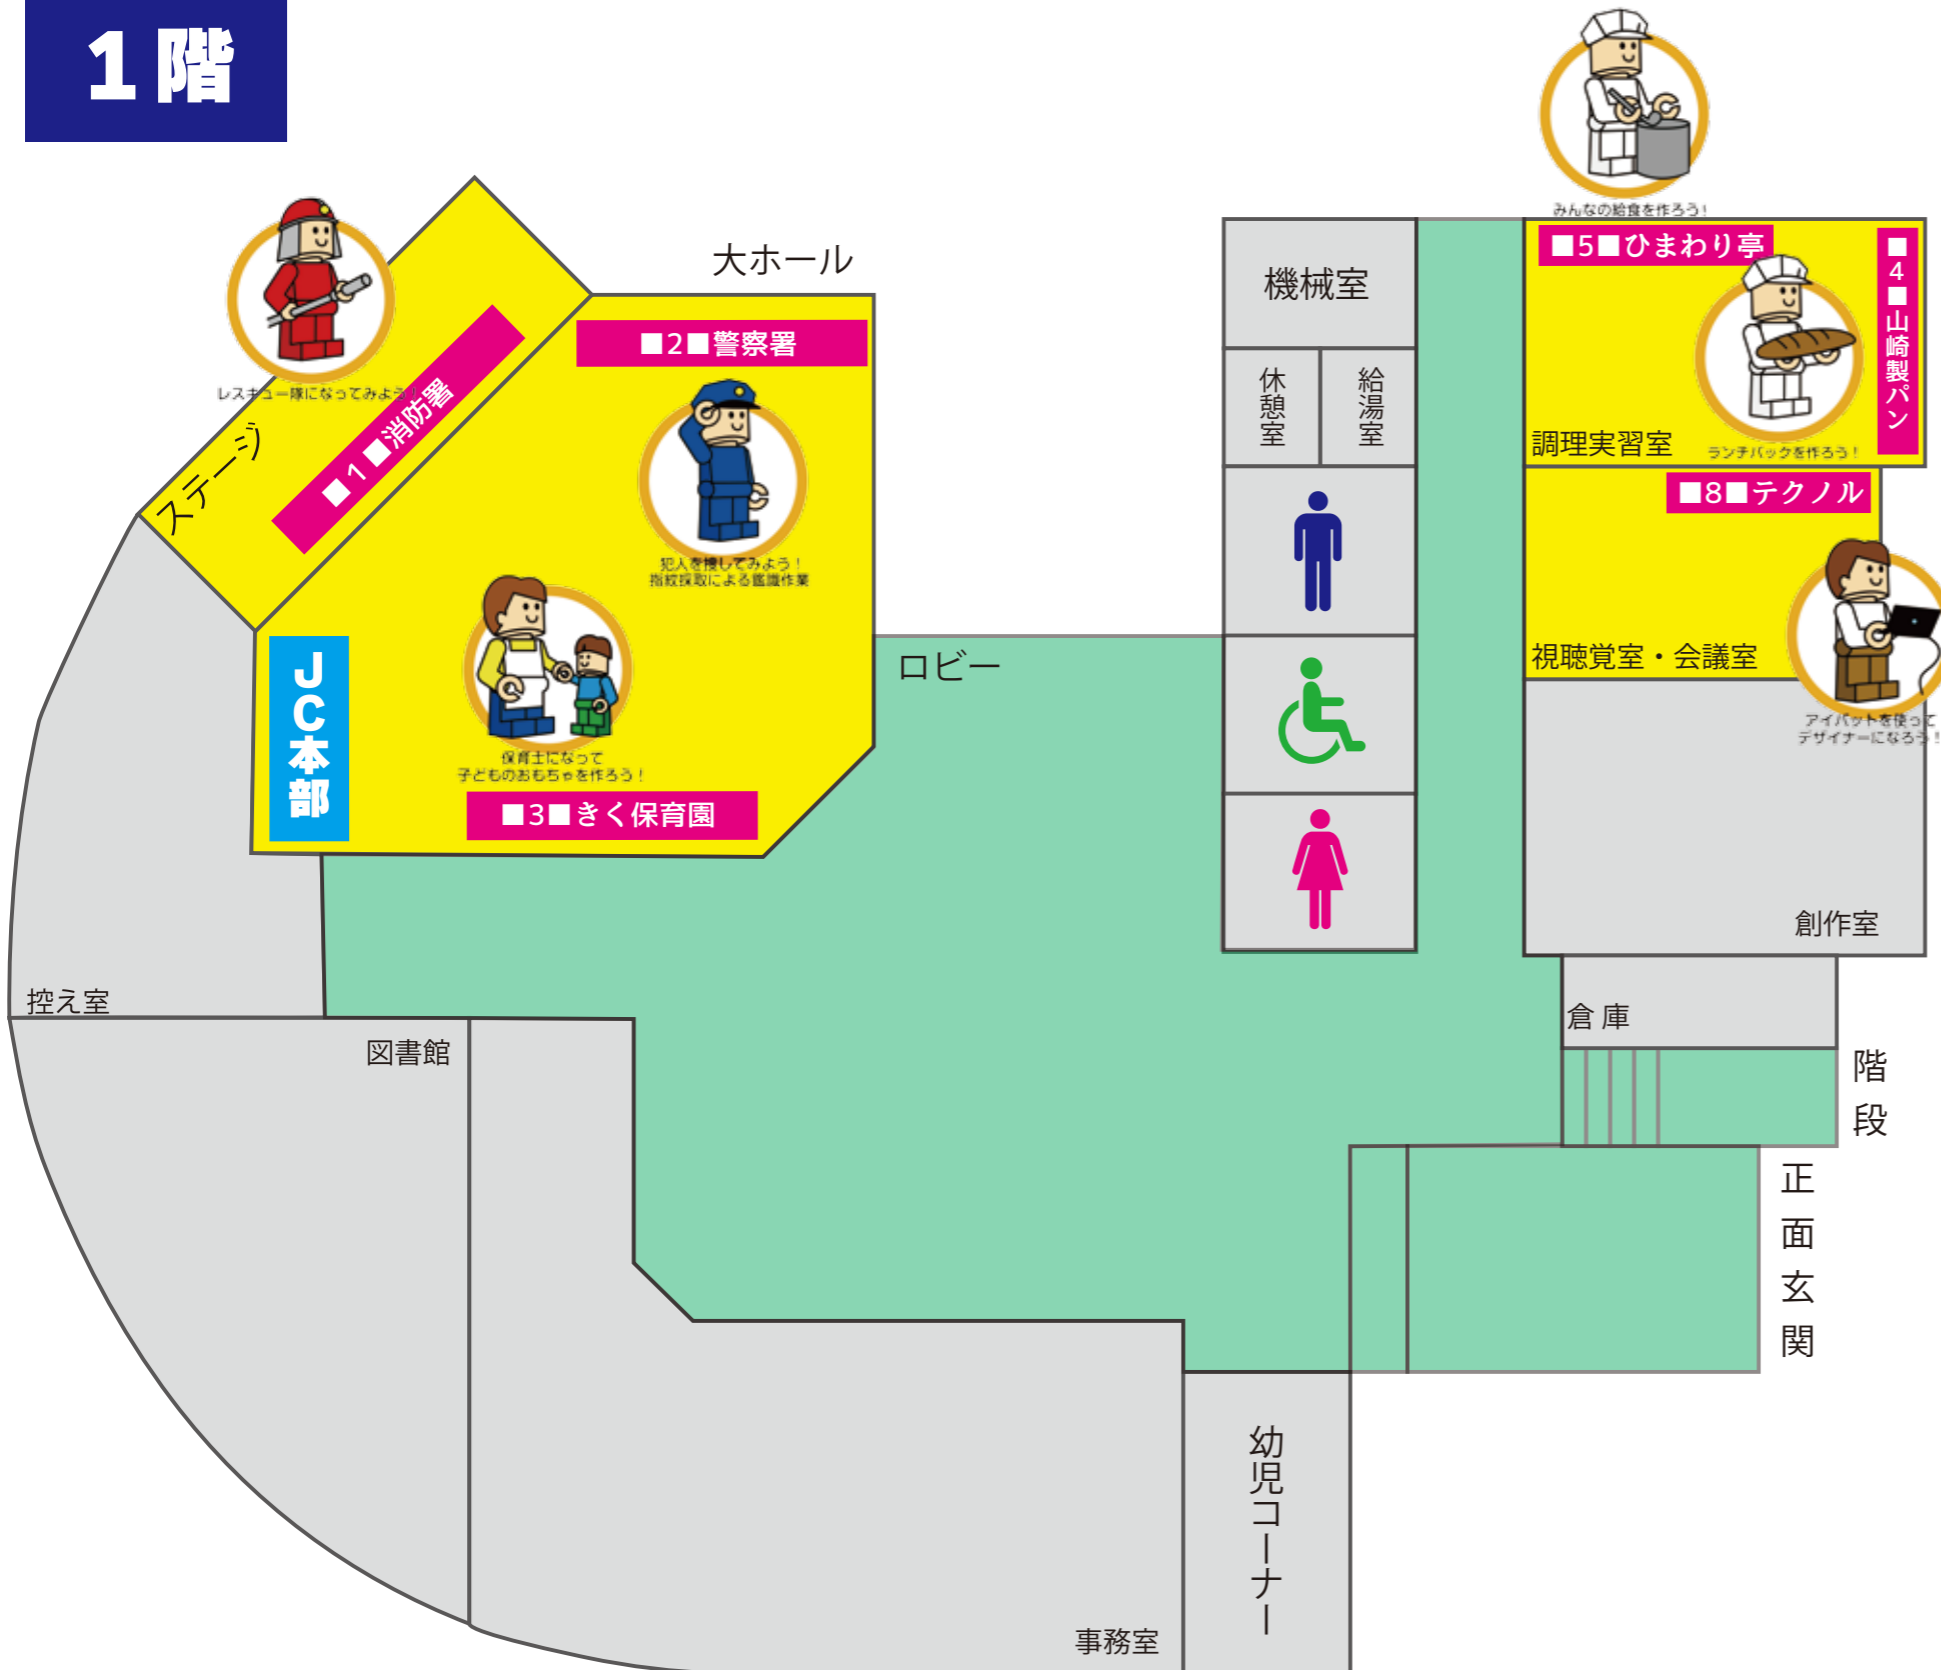 1階
みんなの給食を作ろう!
■5■ひまわり亭
■4■山崎製パン
ランチパックを作ろう!
調理実習室
大ホール
機械室
休憩室
給湯室
■2■警察署
レスキュー隊になってみよう!
■1■消防署
ステージ
犯人を捜してみよう!
指紋採取による鑑識作業
■8■テクノル
視聴覚室・会議室
アイパットを使って
デザイナーになろう!
JC本部
ロビー
保育士になって
子どものおもちゃを作ろう!
■3■きく保育園
創作室
控え室
倉庫
図書館
階段
正面玄関
幼児コーナー
事務室